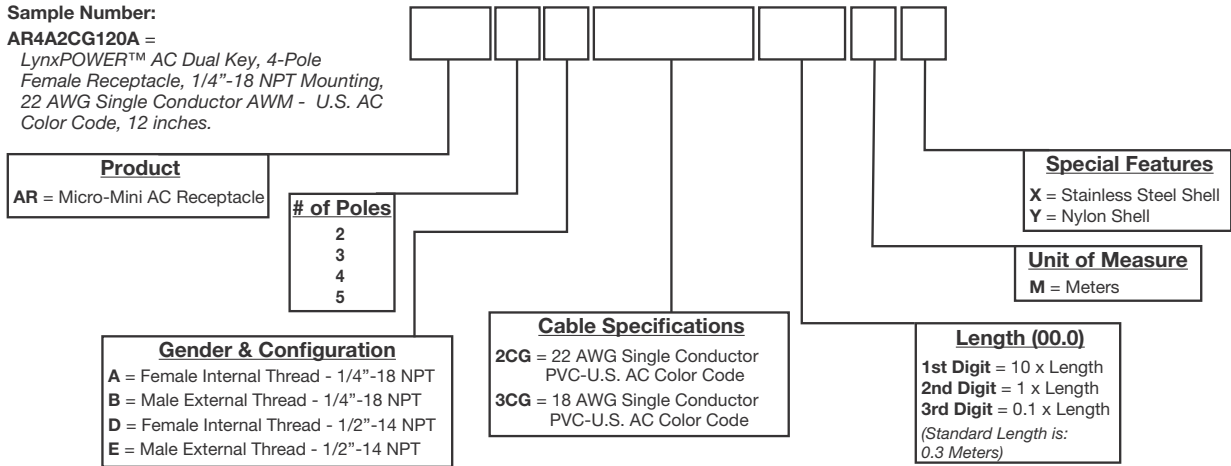 Sample Number:
AR4A2CG120A =
LynxPOWER™ AC Dual Key, 4-Pole
Female Receptacle, 1/4”-18 NPT Mounting,
22 AWG Single Conductor AWM - U.S. AC
Color Code, 12 inches.
Product
AR = Micro-Mini AC Receptacle
# of Poles
2
3
4
5
Gender & Configuration
A = Female Internal Thread - 1/4”-18 NPT
B = Male External Thread - 1/4”-18 NPT
D = Female Internal Thread - 1/2”-14 NPT
E = Male External Thread - 1/2”-14 NPT
Cable Specifications
2CG = 22 AWG Single Conductor
PVC-U.S. AC Color Code
3CG = 18 AWG Single Conductor
PVC-U.S. AC Color Code
Length (00.0)
1st Digit = 10 x Length
2nd Digit = 1 x Length
3rd Digit = 0.1 x Length
(Standard Length is:
0.3 Meters)
Unit of Measure
M = Meters
Special Features
X = Stainless Steel Shell
Y = Nylon Shell